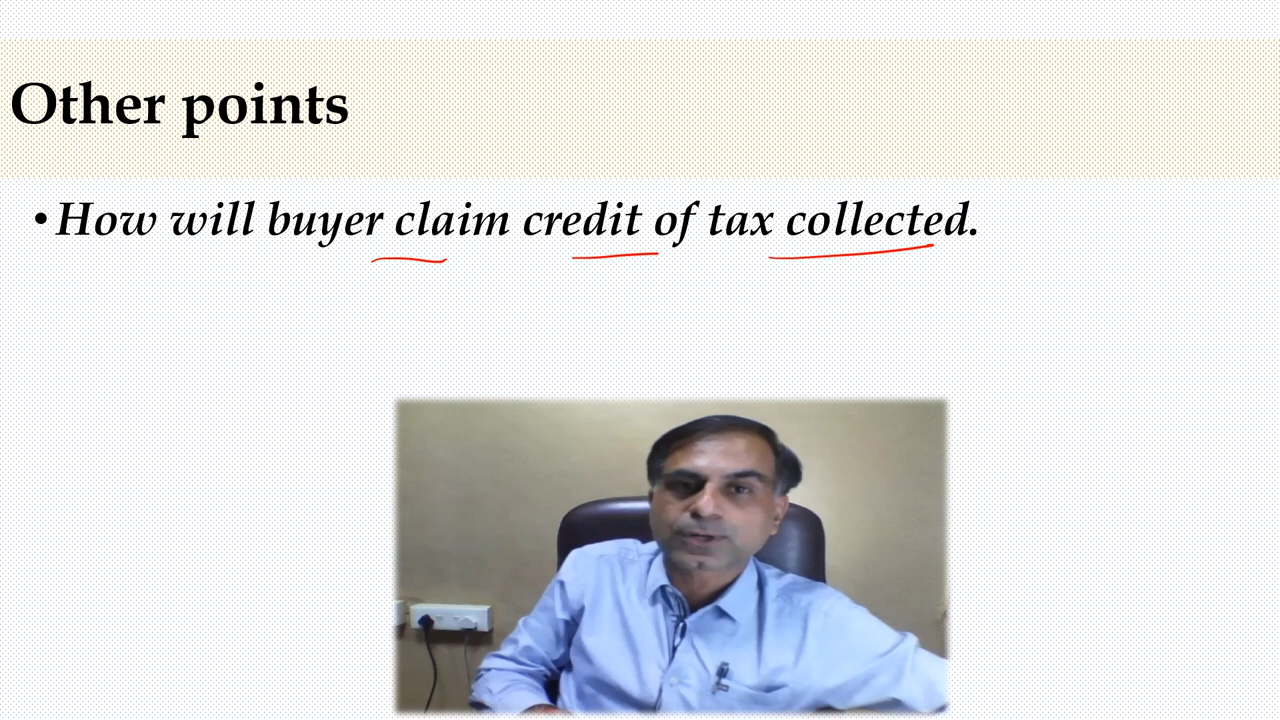 Other points
• How will buyer claim credit of tax collected.